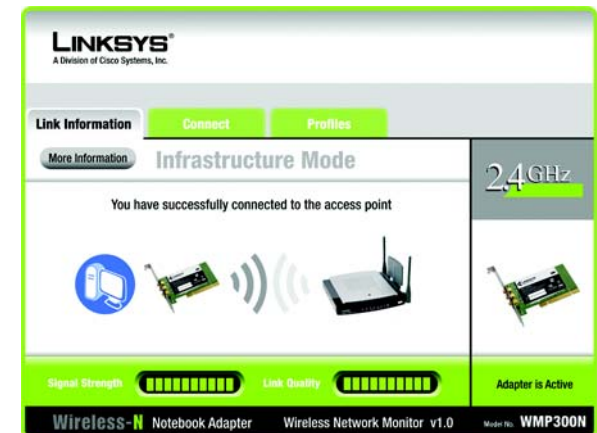 LINKSYS®
A Division of Cisco Systems, Inc.
Link Information
Connect
Profiles
More Information
Infrastructure Mode
2.4GHz
You have successfully connected to the access point
Signal Strength
Link Quality
Adapter is Active
Wireless-N Notebook Adapter Wireless Network Monitor v1.0 Model No. WMP300N